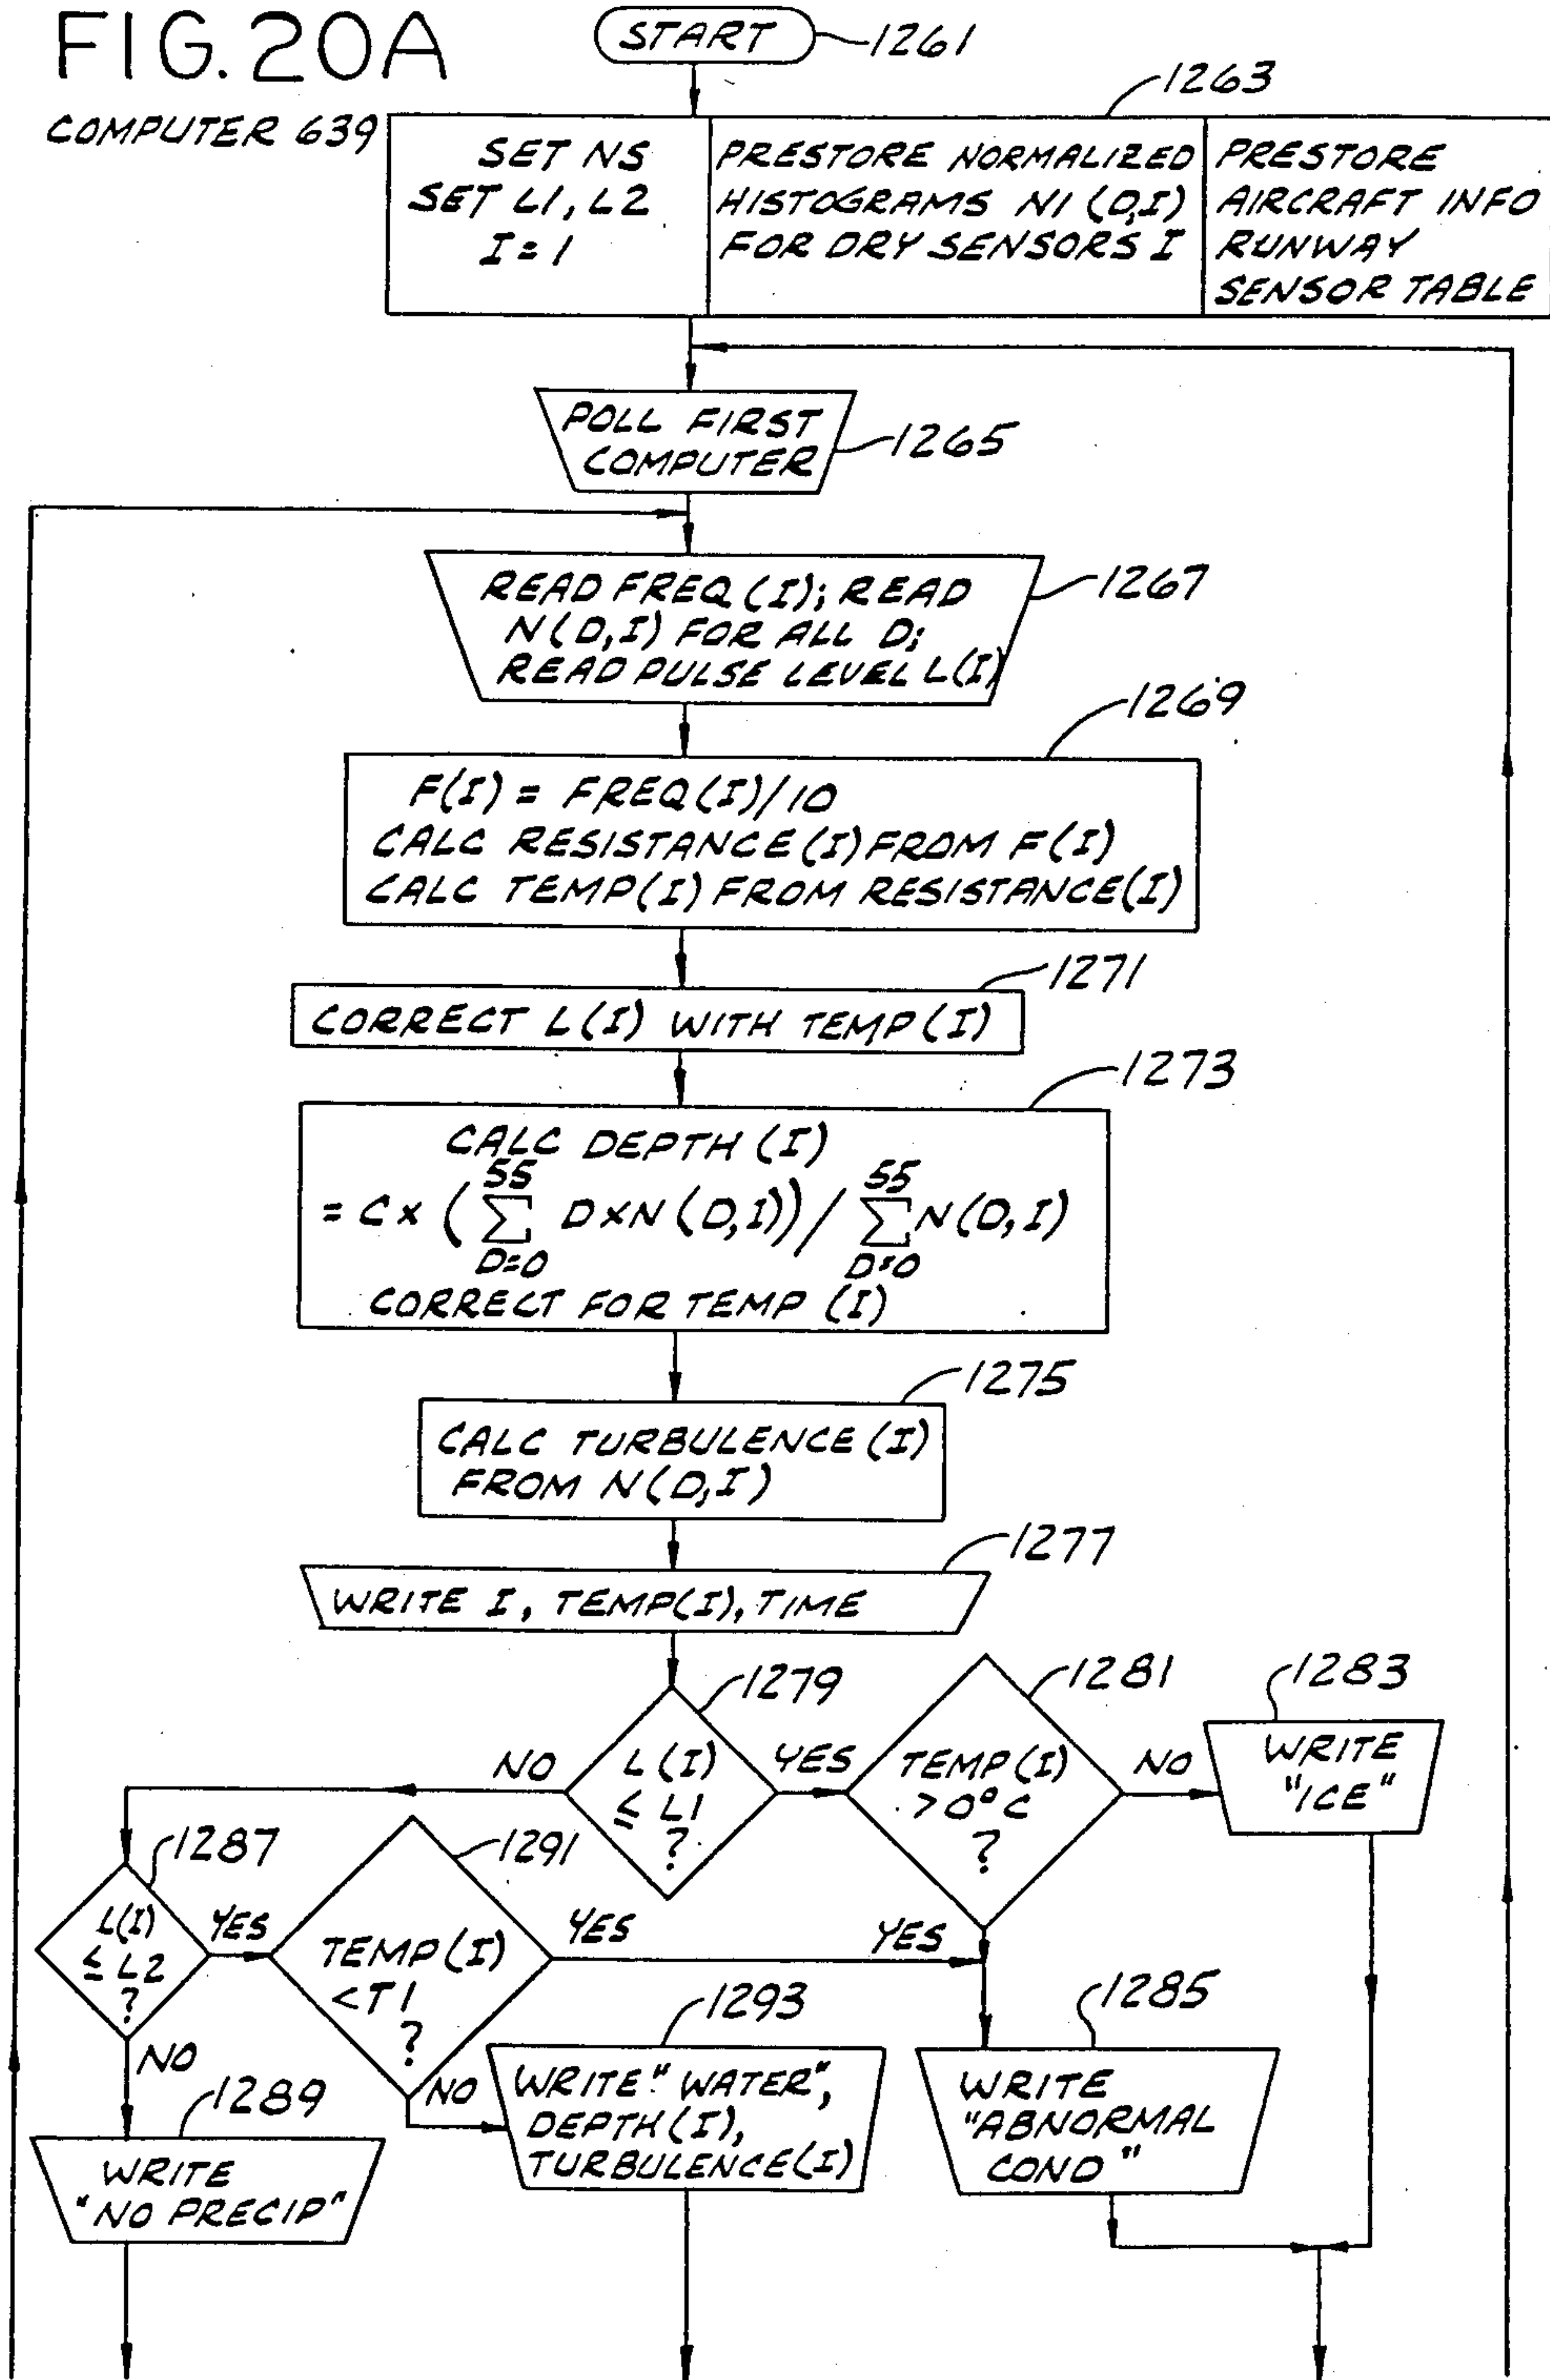 FIG. 20A
COMPUTER 639
START
1261
1263
SET NS
SET L1, L2
I = 1
PRESTORE NORMALIZED
HISTOGRAMS N1 (D,I)
FOR DRY SENSORS I
PRESTORE
AIRCRAFT INFO
RUNWAY
SENSOR TABLE
POLL FIRST
COMPUTER
1265
READ FREQ (I); READ
N(D,I) FOR ALL D;
READ PULSE LEVEL L(I)
1267
1269
F(I) = FREQ(I)/10
CALC RESISTANCE(I) FROM F(I)
CALC TEMP(I) FROM RESISTANCE(I)
1271
CORRECT L(I) WITH TEMP(I)
1273
CALC DEPTH (I)
55 55
= C x (∑ D x N (D,I)) / ∑ N(D, I)
D=0 D=0
CORRECT FOR TEMP (I)
1275
CALC TURBULENCE (I)
FROM N(D,I)
1277
WRITE I, TEMP(I), TIME
1279
L(I)
≤ L1
?
NO
YES
1281
TEMP(I)
>0°C
?
NO
YES
1283
WRITE
"ICE"
1287
L(I)
≤ L2
?
YES
NO
1291
TEMP(I)
<T1
?
YES
NO
1289
WRITE
"NO PRECIP"
1293
WRITE "WATER",
DEPTH(I),
TURBULENCE(I)
1285
WRITE
"ABNORMAL
COND"